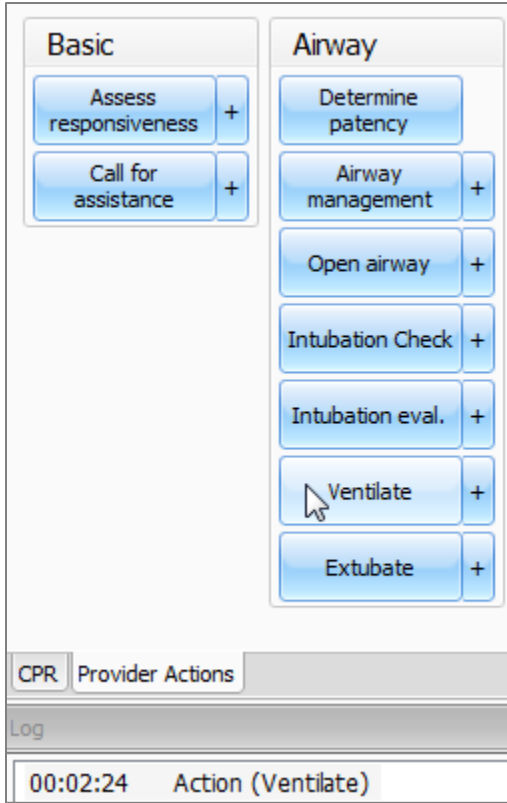 Basic
Assess
responsiveness
+
Call for
assistance
+
Airway
Determine
patency
Airway
management
+
Open airway
+
Intubation Check
+
Intubation eval.
+
Ventilate
+
Extubate
+
CPR
Provider Actions
Log
00:02:24 Action (Ventilate)